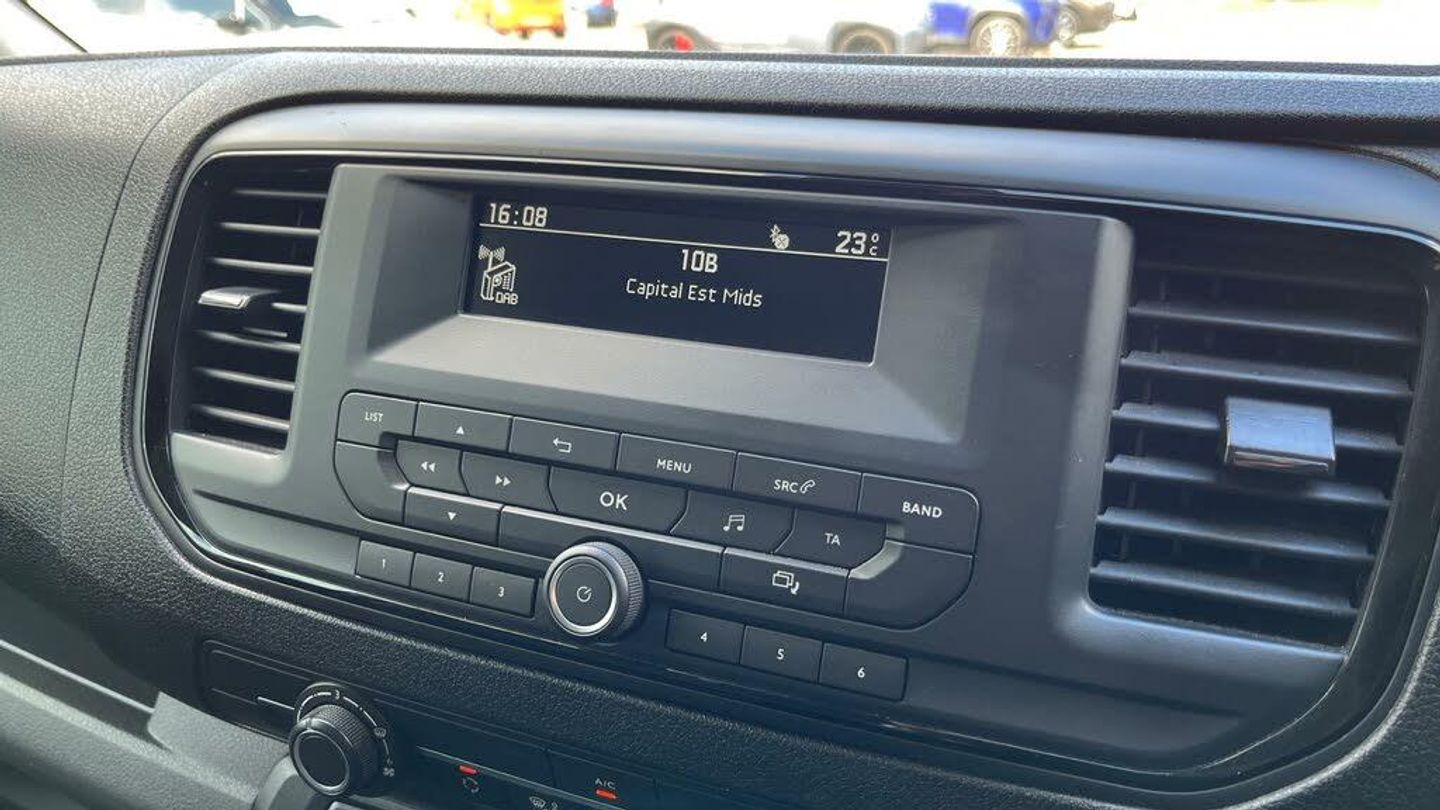 16:08
23°C
10B
DAB
Capital Est Mids
LIST
MENU
SRC
BAND
OK
TA
1
2
3
4
5
6
3
A/C